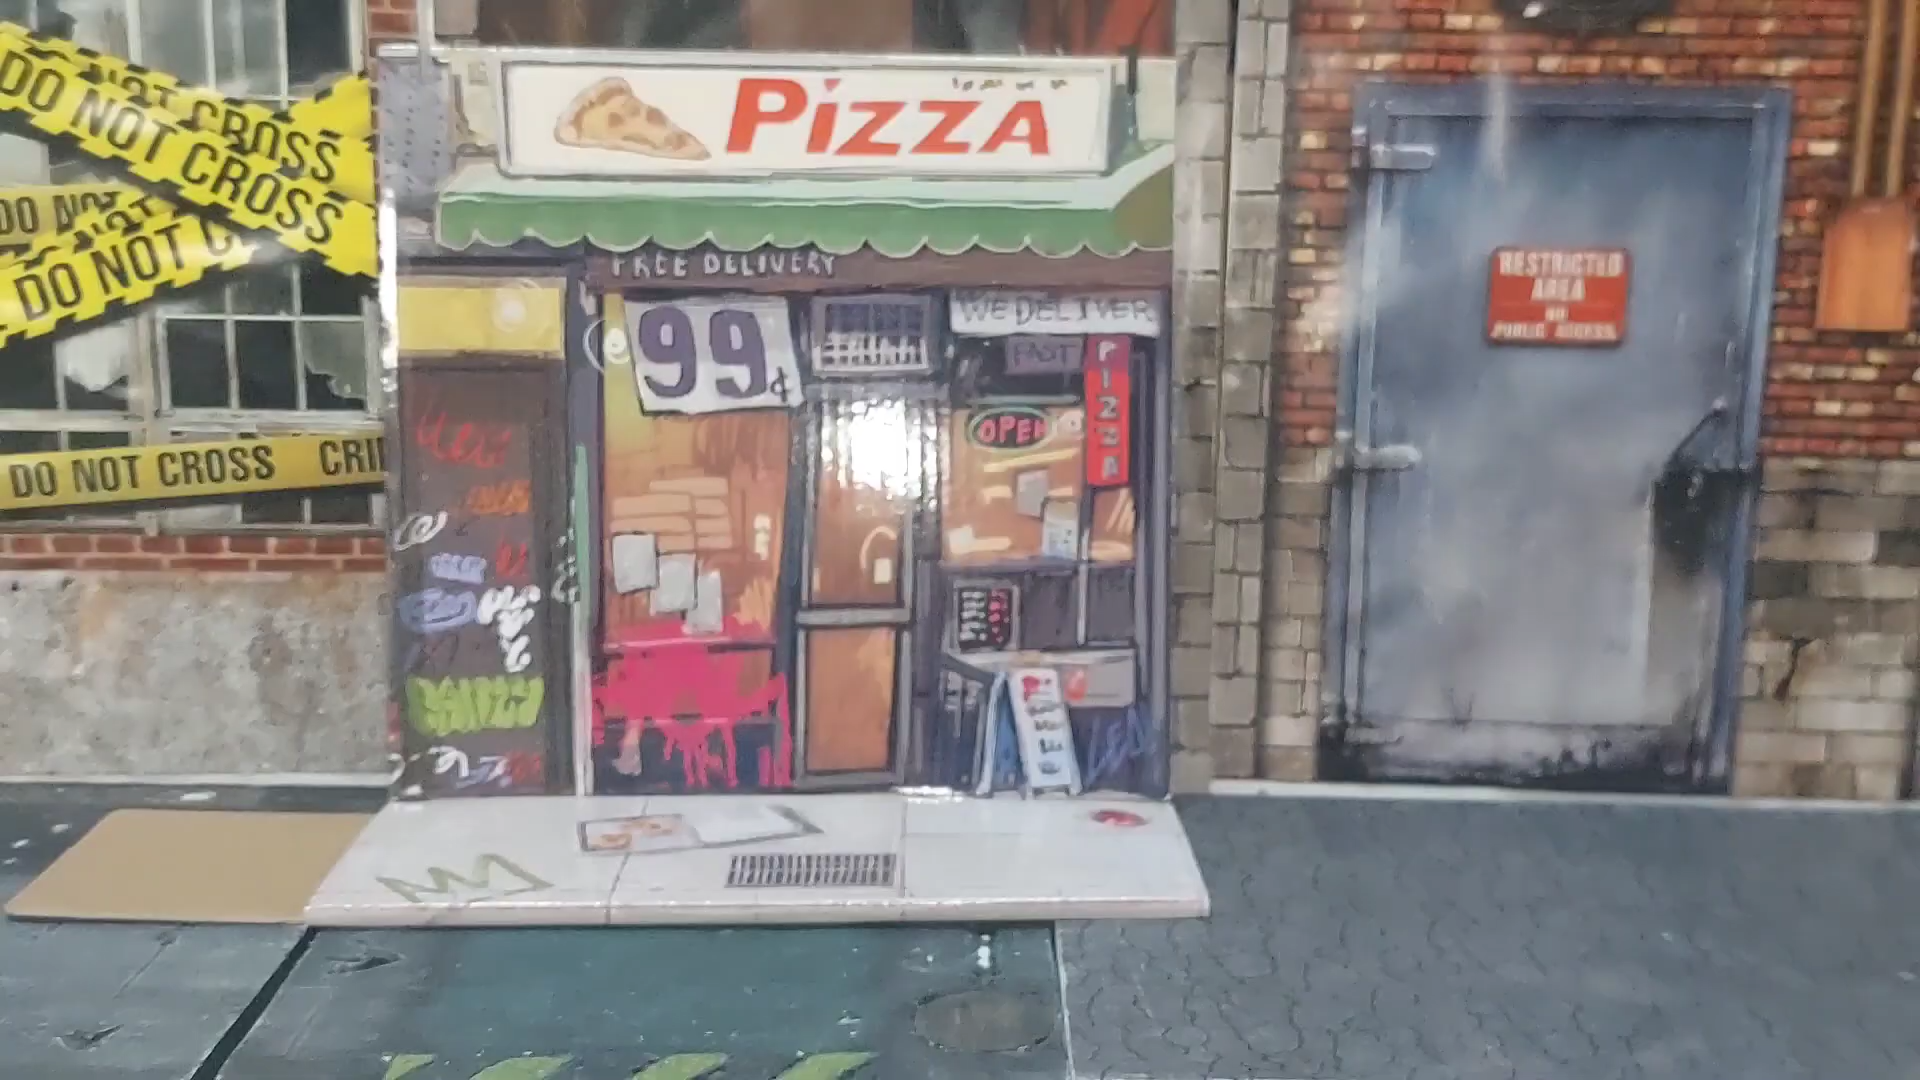 NOT CROSS
DO NOT CROSS
DO NOT
DO NOT
DO NOT CROSS CRI
Pizza
FREE DELIVERY
99¢
WE DELIVER
FAST
PIZZA
OPEN
RESTRICTED
AREA
NO
PUBLIC ACCESS